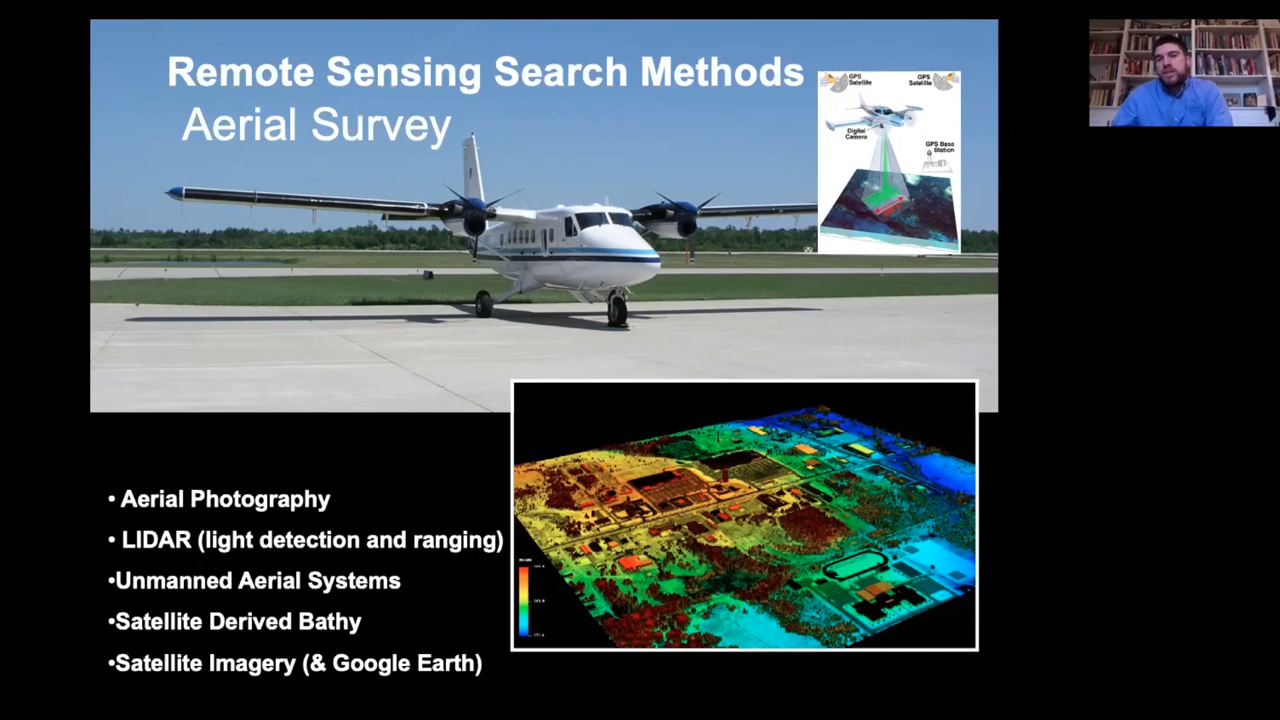 Remote Sensing Search Methods
Aerial Survey
GPS
Satellite
GPS
Satellite
Digital
Camera
GPS Base
Station
• Aerial Photography
• LIDAR (light detection and ranging)
•Unmanned Aerial Systems
•Satellite Derived Bathy
•Satellite Imagery (& Google Earth)